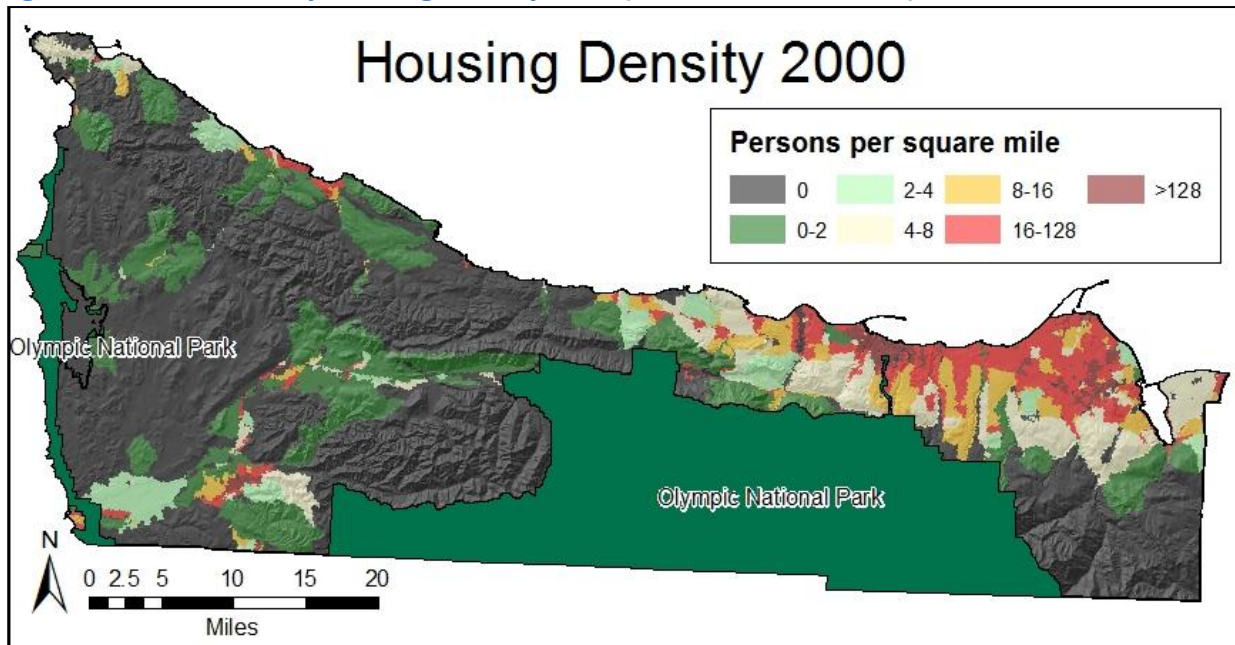 Housing Density 2000
Persons per square mile
0
2-4
8-16
>128
0-2
4-8
16-128
Olympic National Park
Olympic National Park
N
0 2.5 5 10 15 20
Miles